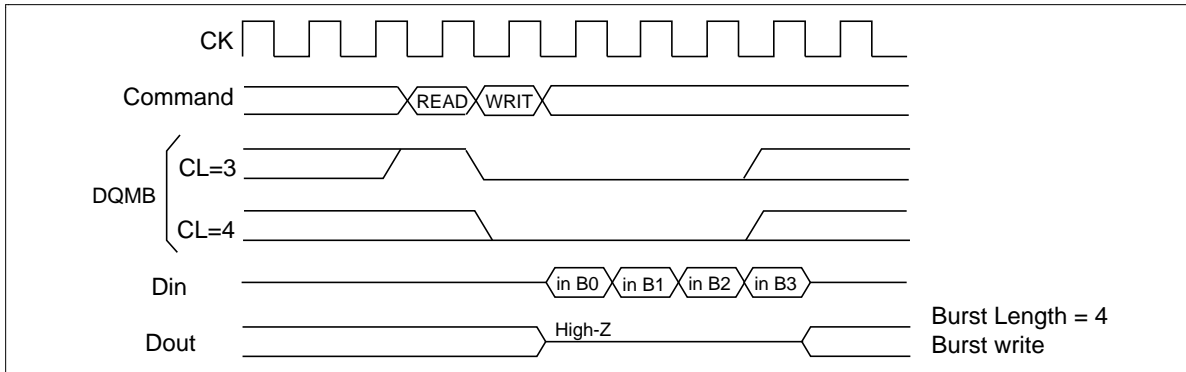 CK
Command
READ WRIT
DQMB
CL=3
CL=4
Din
in B0 in B1 in B2 in B3
Dout
High-Z
Burst Length = 4
Burst write